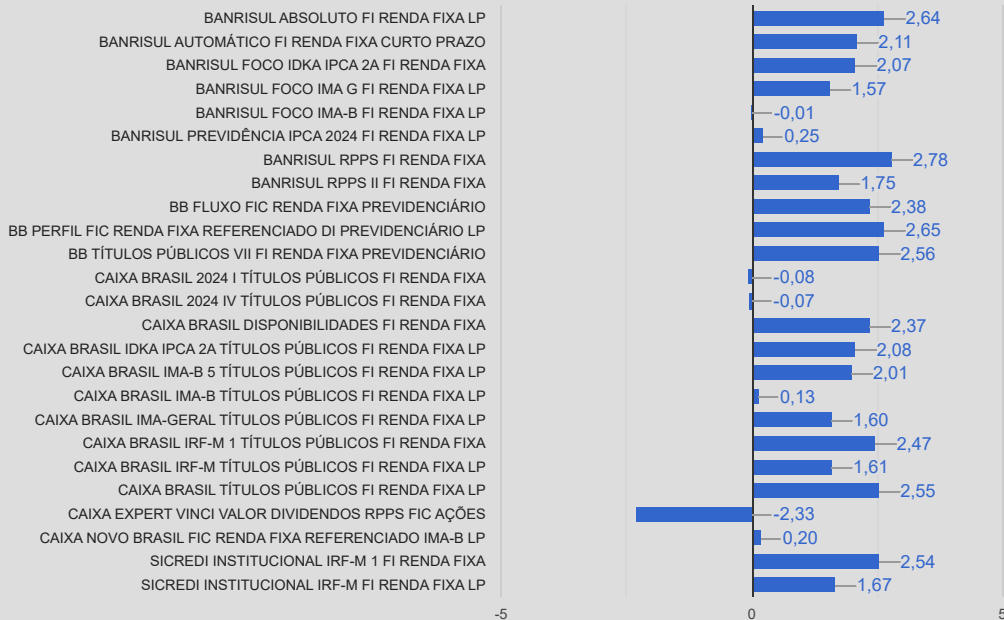 BANRISUL ABSOLUTO FI RENDA FIXA LP 2,64
BANRISUL AUTOMÁTICO FI RENDA FIXA CURTO PRAZO 2,11
BANRISUL FOCO IDKA IPCA 2A FI RENDA FIXA 2,07
BANRISUL FOCO IMA G FI RENDA FIXA LP 1,57
BANRISUL FOCO IMA-B FI RENDA FIXA LP -0,01
BANRISUL PREVIDÊNCIA IPCA 2024 FI RENDA FIXA LP 0,25
BANRISUL RPPS FI RENDA FIXA 2,78
BANRISUL RPPS II FI RENDA FIXA 1,75
BB FLUXO FIC RENDA FIXA PREVIDENCIÁRIO 2,38
BB PERFIL FIC RENDA FIXA REFERENCIADO DI PREVIDENCIÁRIO LP 2,65
BB TÍTULOS PÚBLICOS VII FI RENDA FIXA PREVIDENCIÁRIO 2,56
CAIXA BRASIL 2024 I TÍTULOS PÚBLICOS FI RENDA FIXA -0,08
CAIXA BRASIL 2024 IV TÍTULOS PÚBLICOS FI RENDA FIXA -0,07
CAIXA BRASIL DISPONIBILIDADES FI RENDA FIXA 2,37
CAIXA BRASIL IDKA IPCA 2A TÍTULOS PÚBLICOS FI RENDA FIXA LP 2,08
CAIXA BRASIL IMA-B 5 TÍTULOS PÚBLICOS FI RENDA FIXA LP 2,01
CAIXA BRASIL IMA-B TÍTULOS PÚBLICOS FI RENDA FIXA LP 0,13
CAIXA BRASIL IMA-GERAL TÍTULOS PÚBLICOS FI RENDA FIXA LP 1,60
CAIXA BRASIL IRF-M 1 TÍTULOS PÚBLICOS FI RENDA FIXA 2,47
CAIXA BRASIL IRF-M TÍTULOS PÚBLICOS FI RENDA FIXA LP 1,61
CAIXA BRASIL TÍTULOS PÚBLICOS FI RENDA FIXA LP 2,55
CAIXA EXPERT VINCI VALOR DIVIDENDOS RPPS FIC AÇÕES -2,33
CAIXA NOVO BRASIL FIC RENDA FIXA REFERENCIADO IMA-B LP 0,20
SICREDI INSTITUCIONAL IRF-M 1 FI RENDA FIXA 2,54
SICREDI INSTITUCIONAL IRF-M FI RENDA FIXA LP 1,67
-5 0 5